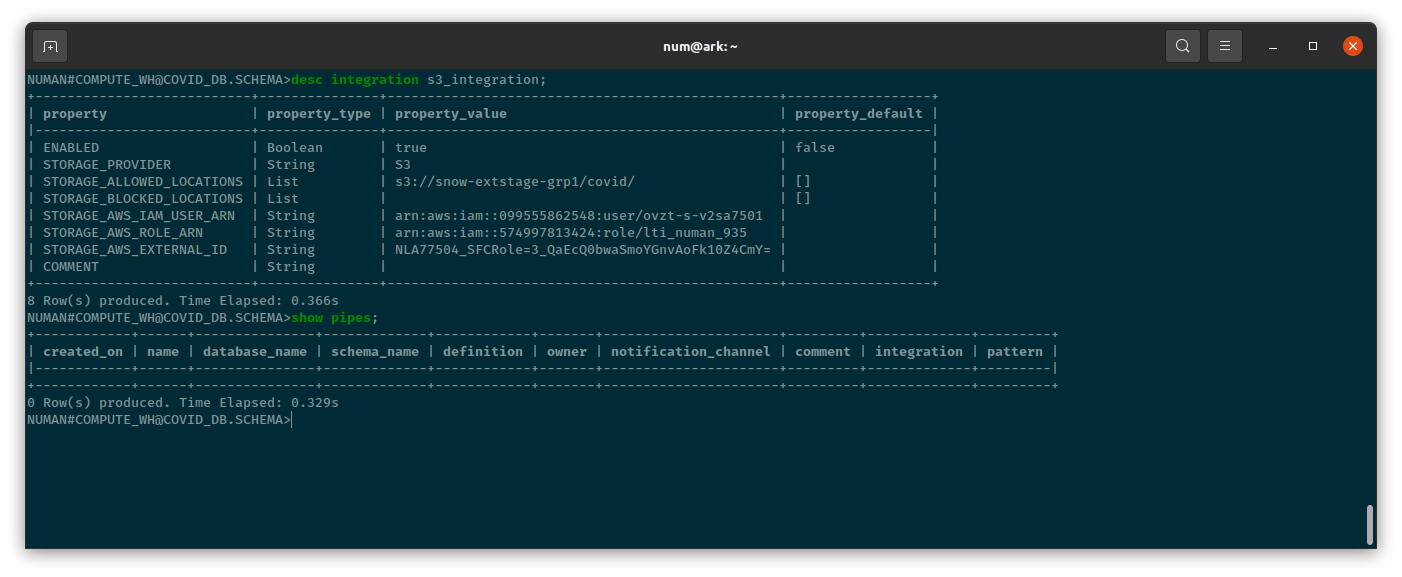 num@ark: ~
NUMAN#COMPUTE_WH@COVID_DB.SCHEMA>desc integration s3_integration;
+---------------------------+---------------+-------------------------------------------------+------------------+
| property                  | property_type | property_value                                  | property_default |
|---------------------------+---------------+-------------------------------------------------+------------------|
| ENABLED                   | Boolean       | true                                            | false            |
| STORAGE_PROVIDER          | String        | S3                                              |                  |
| STORAGE_ALLOWED_LOCATIONS | List          | s3://snow-extstage-grp1/covid/                  | []               |
| STORAGE_BLOCKED_LOCATIONS | List          |                                                 | []               |
| STORAGE_AWS_IAM_USER_ARN  | String        | arn:aws:iam::099555862548:user/ovzt-s-v2sa7501  |                  |
| STORAGE_AWS_ROLE_ARN      | String        | arn:aws:iam::574997813424:role/lti_numan_935    |                  |
| STORAGE_AWS_EXTERNAL_ID   | String        | NLA77504_SFCRole=3_QaEcQ0bwaSmoYGnvAoFk10Z4CmY= |                  |
| COMMENT                   | String        |                                                 |                  |
+---------------------------+---------------+-------------------------------------------------+------------------+
8 Row(s) produced. Time Elapsed: 0.366s
NUMAN#COMPUTE_WH@COVID_DB.SCHEMA>show pipes;
+------------+------+---------------+-------------+------------+-------+----------------------+---------+-------------+---------+
| created_on | name | database_name | schema_name | definition | owner | notification_channel | comment | integration | pattern |
|------------+------+---------------+-------------+------------+-------+----------------------+---------+-------------+---------|
+------------+------+---------------+-------------+------------+-------+----------------------+---------+-------------+---------+
0 Row(s) produced. Time Elapsed: 0.329s
NUMAN#COMPUTE_WH@COVID_DB.SCHEMA>